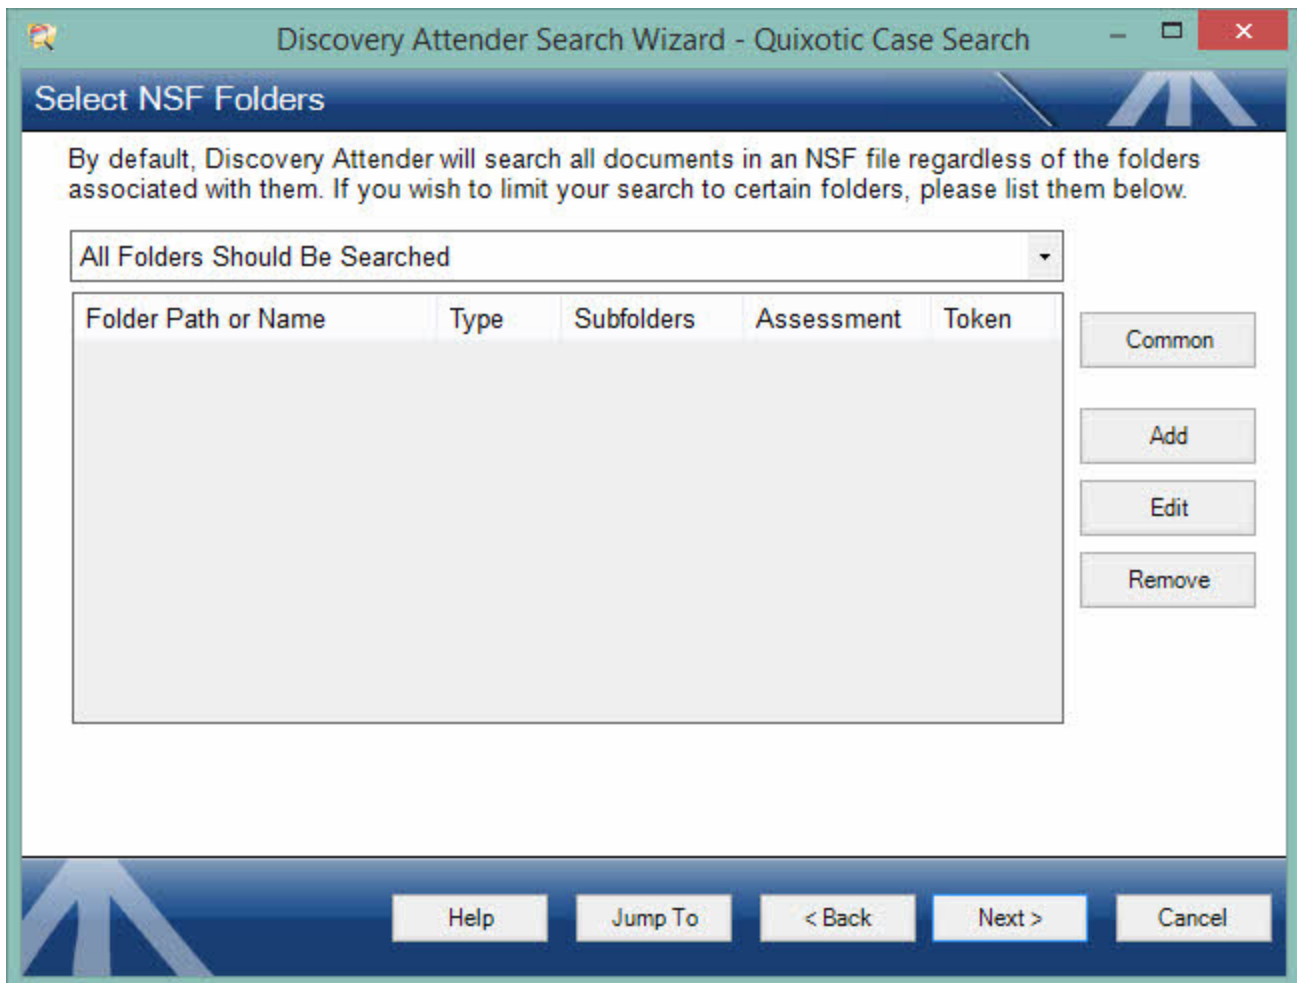 Discovery Attender Search Wizard - Quixotic Case Search
Select NSF Folders
By default, Discovery Attender will search all documents in an NSF file regardless of the folders
associated with them. If you wish to limit your search to certain folders, please list them below.
All Folders Should Be Searched
Folder Path or Name Type Subfolders Assessment Token
Common
Add
Edit
Remove
Help Jump To < Back Next > Cancel